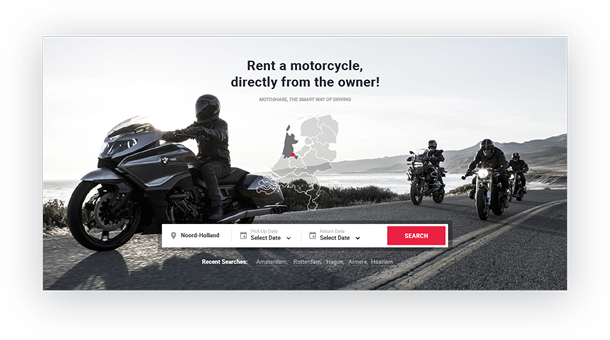 Rent a motorcycle,
directly from the owner!
MOTOSHARE, THE SMART WAY OF DRIVING
Noord-Holland
Pick-Up Date
Select Date
Return Date
Select Date
SEARCH
Recent Searches: Amsterdam, Rotterdam, Hague, Almere, Haarlem